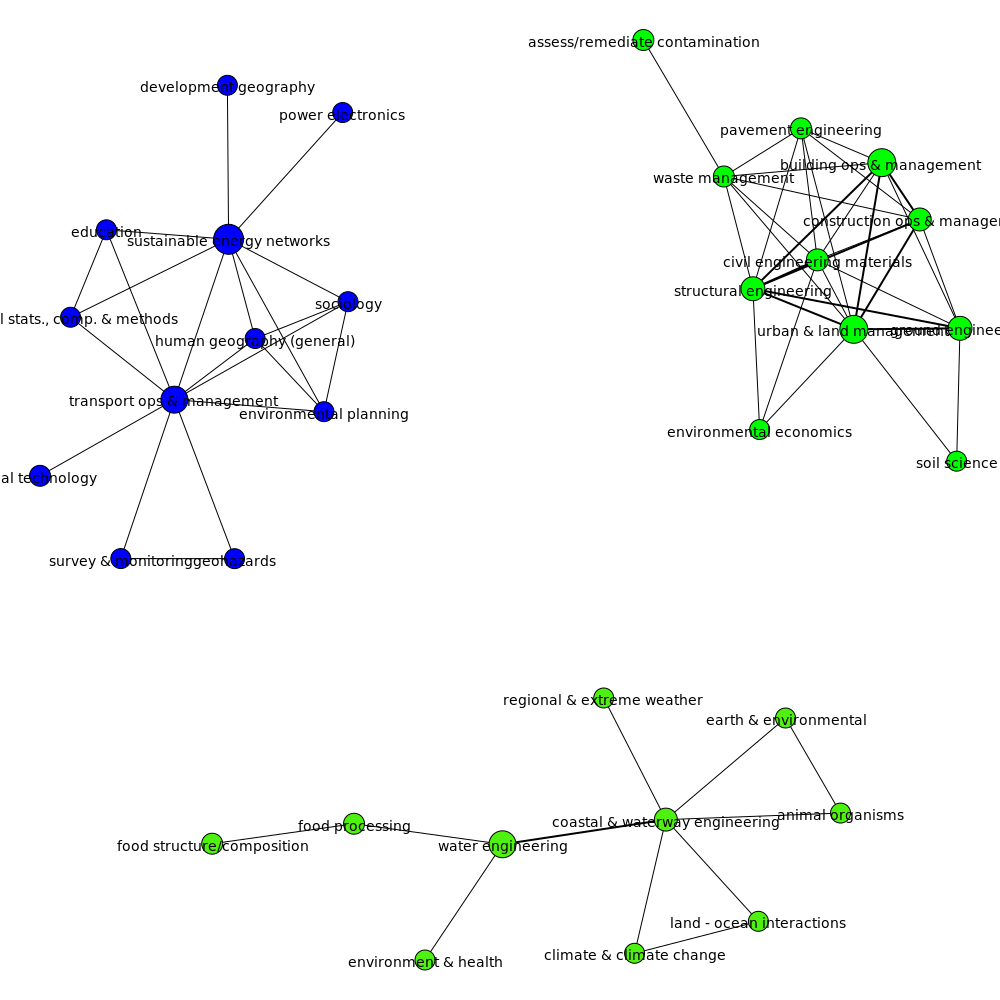 assess/remediate contamination
development geography
power electronics
pavement engineering
building ops & management
waste management
education
sustainable energy networks
construction ops & manager
civil engineering materials
structural engineering
sociology
l stats., comp. & methods
human geography (general)
urban & land management
ground enginee
transport ops & management
environmental planning
environmental economics
soil science
al technology
survey & monitoring
geohazards
regional & extreme weather
earth & environmental
animal organisms
coastal & waterway engineering
food processing
food structure/composition
water engineering
land - ocean interactions
climate & climate change
environment & health